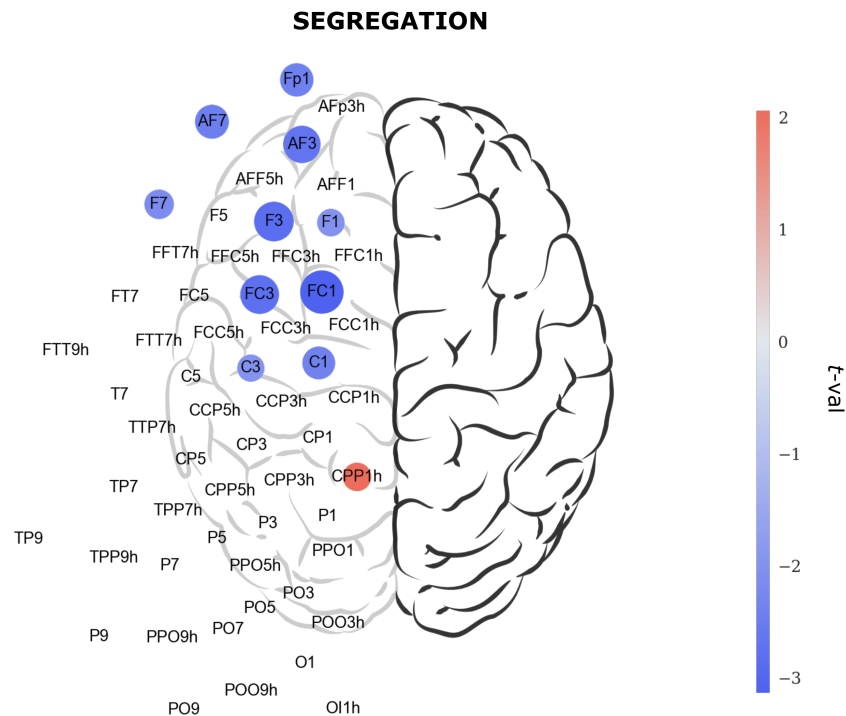 SEGREGATION
Fp1
AFp3h
AF7
AF3
AFF5h
AFF1
F7
F5
F3
F1
FFT7h
FFC5h
FFC3h
FFC1h
FT7
FC5
FC3
FC1
FTT9h
FTT7h
FCC5h
FCC3h
FCC1h
C3
C1
C5
T7
CCP5h
CCP3h
CCP1h
TTP7h
CP5
CP3
CP1
TP7
CPP5h
CPP3h
CPP1h
TPP7h
P3
P1
TP9
TPP9h
P7
P5
PPO5h
PPO1
PO3
PO5
P9
PPO9h
PO7
POO3h
O1
POO9h
PO9
OI1h
2
1
0
−1
−2
−3
t-val